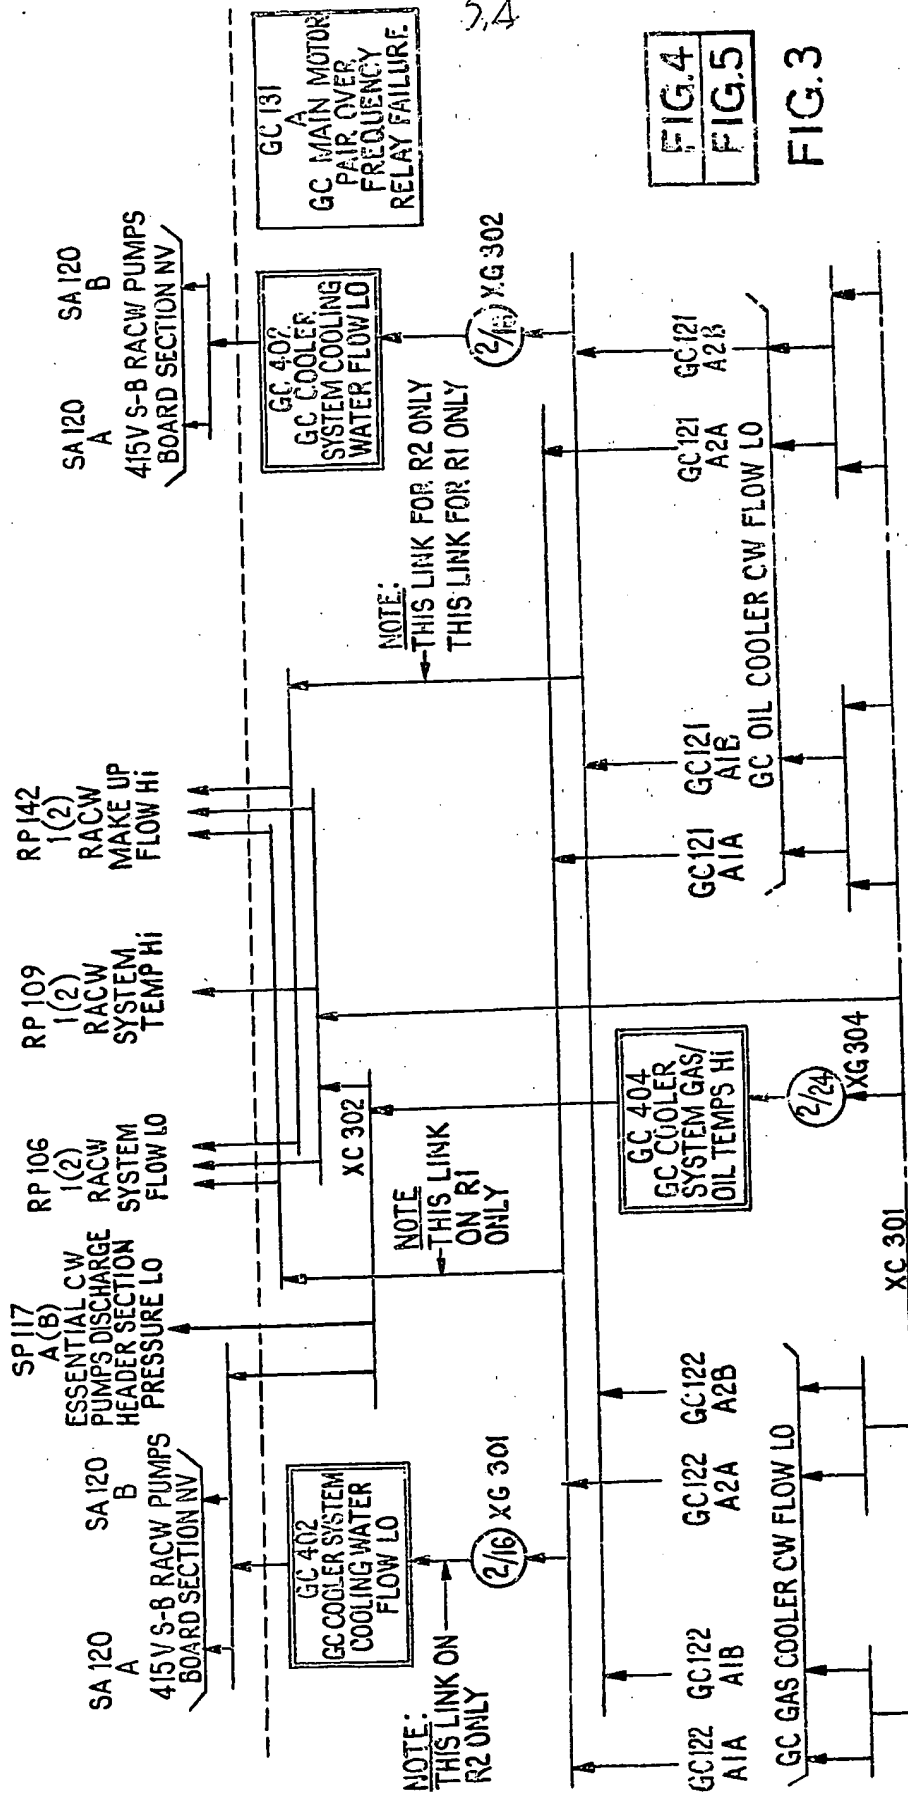 SA 120
A
SA 120
B
415V S-B RACW PUMPS
BOARD SECTION NV
SP117
A(B)
ESSENTIAL CW
PUMPS DISCHARGE
HEADER SECTION
PRESSURE LO
RP 106
1(2)
RACW
SYSTEM
FLOW LO
RP 109
1(2)
RACW
SYSTEM
TEMP Hi
RP142
1(2)
RACW
MAKE UP
FLOW Hi
SA 120
A
SA 120
B
415V S-B RACW PUMPS
BOARD SECTION NV
GC 402
GC COOLER SYSTEM
COOLING WATER
FLOW LO
XC 302
GC 402
GC COOLER
SYSTEM COOLING
WATER FLOW LO
GC 131
A
GC MAIN MOTOR
PAIR OVER
FREQUENCY
RELAY FAILURE
NOTE:
THIS LINK ON
R2 ONLY
2/16
XG 301
NOTE
THIS LINK
ON R1
ONLY
NOTE:
THIS LINK FOR R2 ONLY
THIS LINK FOR R1 ONLY
2/16
XG 302
GC 404
GC COOLER
SYSTEM GAS/
OIL TEMPS Hi
2/24
XG 304
GC122
A1A
GC122
A1B
GC122
A2A
GC122
A2B
GC GAS COOLER CW FLOW LO
GC121
A1A
GC121
A1B
GC121
A2A
GC121
A2B
GC OIL COOLER CW FLOW LO
XC 301
FIG.4
FIG.5
FIG.3